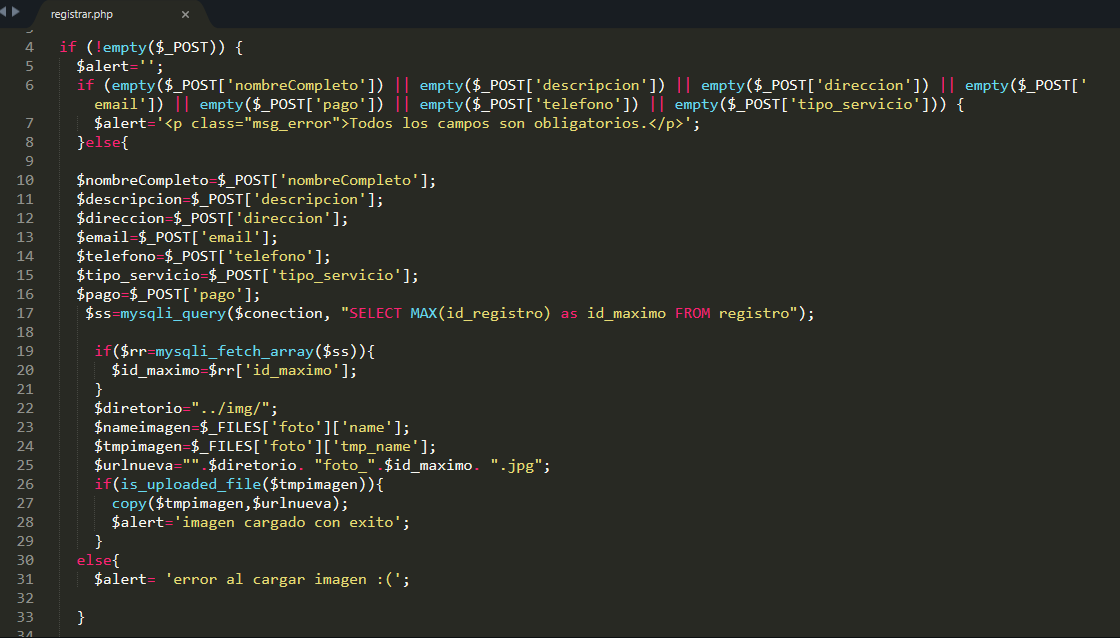 registrar.php ×
4 if (!empty($_POST)) {
5 $alert='';
6 if (empty($_POST['nombreCompleto']) || empty($_POST['descripcion']) || empty($_POST['direccion']) || empty($_POST['
email']) || empty($_POST['pago']) || empty($_POST['telefono']) || empty($_POST['tipo_servicio'])) {
7 $alert='<p class="msg_error">Todos los campos son obligatorios.</p>';
8 }else{
9
10 $nombreCompleto=$_POST['nombreCompleto'];
11 $descripcion=$_POST['descripcion'];
12 $direccion=$_POST['direccion'];
13 $email=$_POST['email'];
14 $telefono=$_POST['telefono'];
15 $tipo_servicio=$_POST['tipo_servicio'];
16 $pago=$_POST['pago'];
17 $ss=mysqli_query($conection, "SELECT MAX(id_registro) as id_maximo FROM registro");
18
19 if($rr=mysqli_fetch_array($ss)){
20 $id_maximo=$rr['id_maximo'];
21 }
22 $diretorio="../img/";
23 $nameimagen=$_FILES['foto']['name'];
24 $tmpimagen=$_FILES['foto']['tmp_name'];
25 $urlnueva="".$diretorio. "foto_".$id_maximo. ".jpg";
26 if(is_uploaded_file($tmpimagen)){
27 copy($tmpimagen,$urlnueva);
28 $alert='imagen cargado con exito';
29 }
30 else{
31 $alert= 'error al cargar imagen :(';
32
33 }
34